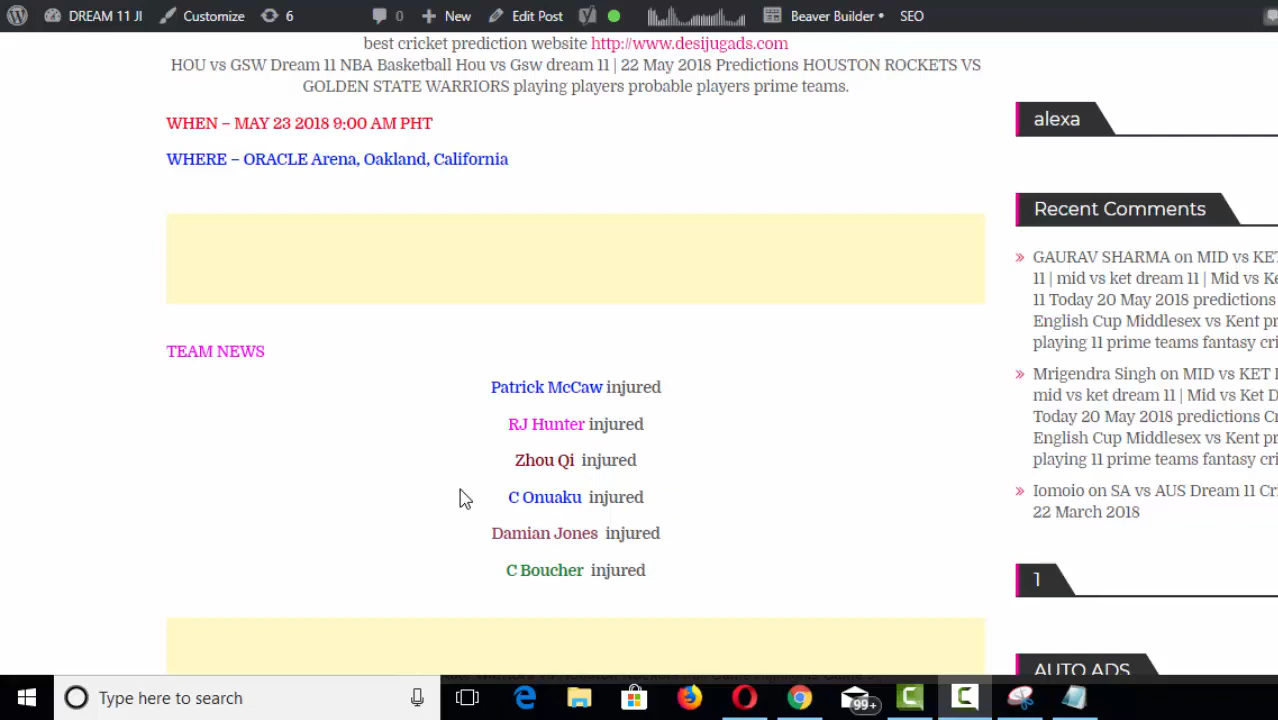 DREAM 11 JI Customize 6 0 New Edit Post Beaver Builder • SEO
best cricket prediction website http://www.desijugads.com
HOU vs GSW Dream 11 NBA Basketball Hou vs Gsw dream 11 | 22 May 2018 Predictions HOUSTON ROCKETS VS
GOLDEN STATE WARRIORS playing players probable players prime teams.
WHEN – MAY 23 2018 9:00 AM PHT
WHERE – ORACLE Arena, Oakland, California
TEAM NEWS
Patrick McCaw injured
RJ Hunter injured
Zhou Qi injured
C Onuaku injured
Damian Jones injured
C Boucher injured
alexa
Recent Comments
» GAURAV SHARMA on MID vs KET
11 | mid vs ket dream 11 | Mid vs Ke
11 Today 20 May 2018 predictions
English Cup Middlesex vs Kent pr
playing 11 prime teams fantasy cri
» Mrigendra Singh on MID vs KET
mid vs ket dream 11 | Mid vs Ket D
Today 20 May 2018 predictions Cr
English Cup Middlesex vs Kent pr
playing 11 prime teams fantasy cri
» Iomoio on SA vs AUS Dream 11 Cri
22 March 2018
1
AUTO ADS
Type here to search
99+